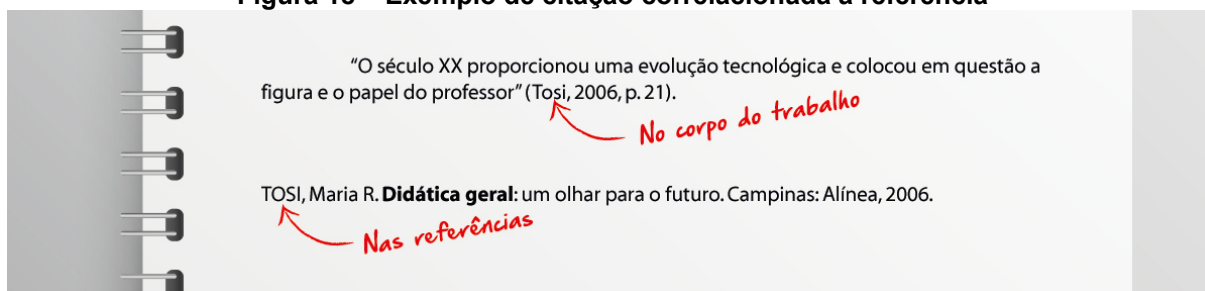 Figura 10 – Exemplo de citação correlacionada à referência
“O século XX proporcionou uma evolução tecnológica e colocou em questão a
figura e o papel do professor” (Tosi, 2006, p. 21).
No corpo do trabalho
TOSI, Maria R. Didática geral: um olhar para o futuro. Campinas: Alínea, 2006.
Nas referências